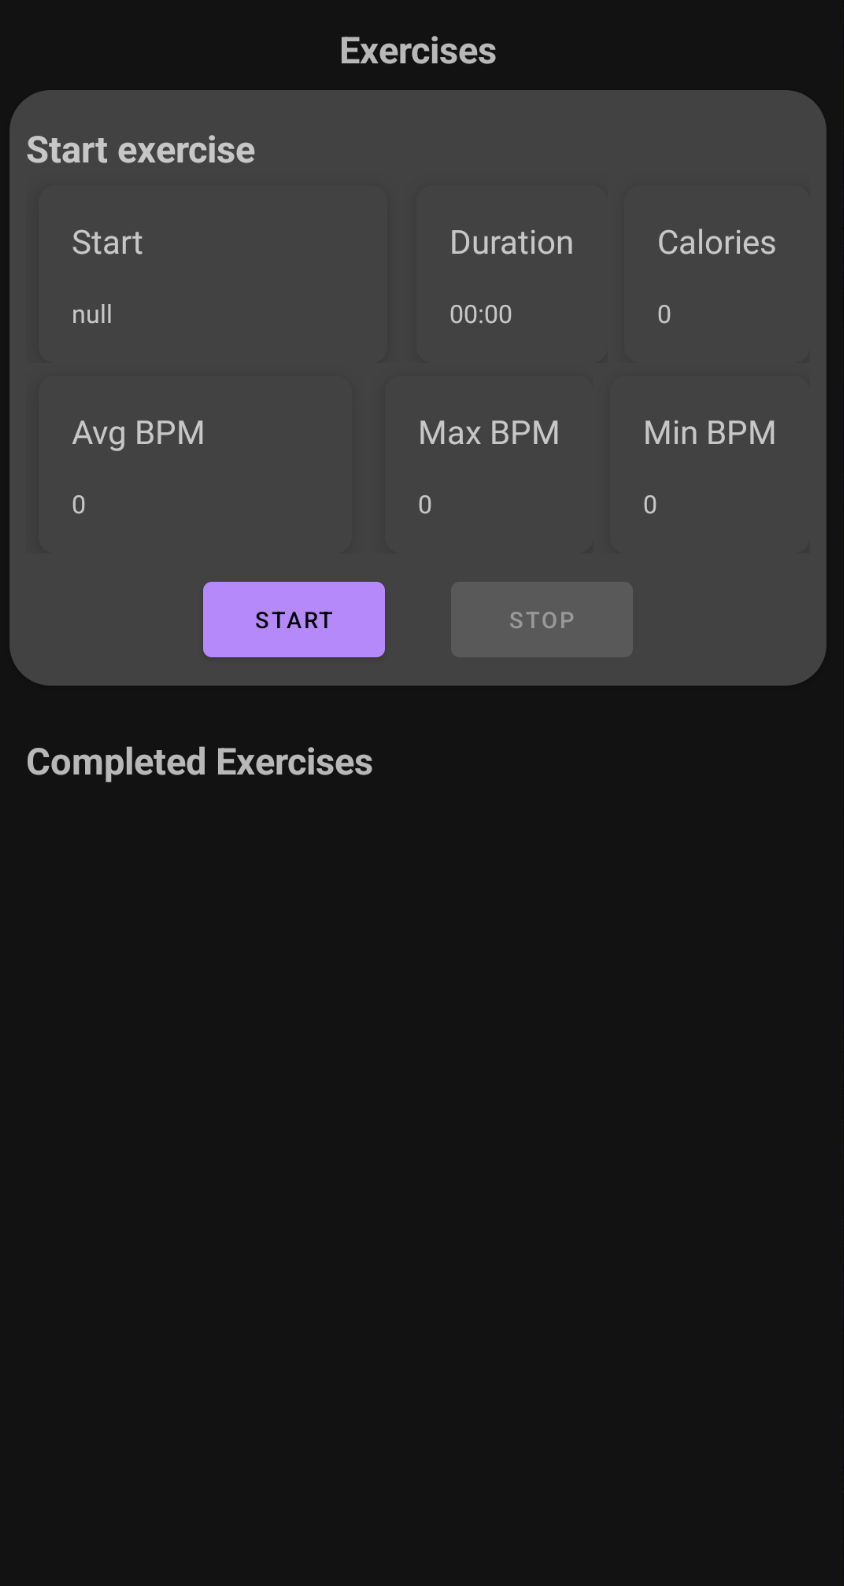 Exercises
Start exercise
Start Duration Calories
null 00:00 0
Avg BPM Max BPM Min BPM
0 0 0
START STOP
Completed Exercises